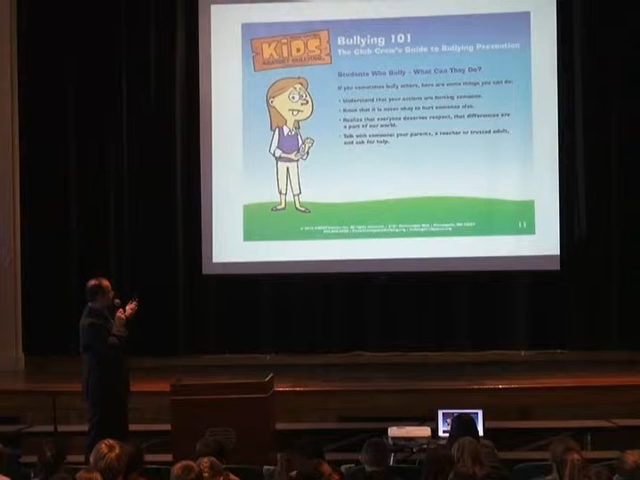 KiDS
AGAINST BULLYING
Bullying 101
The Club Crew's Guide to Bullying Prevention
Students Who Bully - What Can They Do?
If you sometimes bully others, here are some things you can do:
• Understand that your actions are hurting someone.
• Know that it is never okay to hurt someone else.
• Realize that everyone deserves respect, that differences are
a part of our world.
• Talk with someone your parents, a teacher or trusted adult,
and ask for help.
11